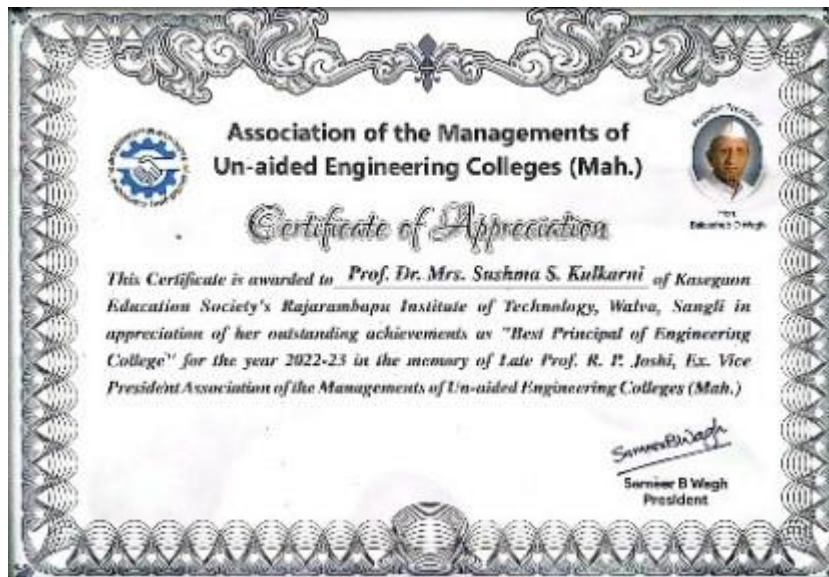 Association of the Managements of
Un-aided Engineering Colleges (Mah.)
Certificate of Appreciation
This Certificate is awarded to Prof. Dr. Mrs. Sushma S. Kulkarni of Kasegaon
Education Society's Rajarambapu Institute of Technology, Walva, Sangli in
appreciation of her outstanding achievements as "Best Principal of Engineering
College" for the year 2022-23 in the memory of Late Prof. R. P. Joshi, Ex. Vice
President Association of the Managements of Un-aided Engineering Colleges (Mah.)
Sameer B Wagh
President